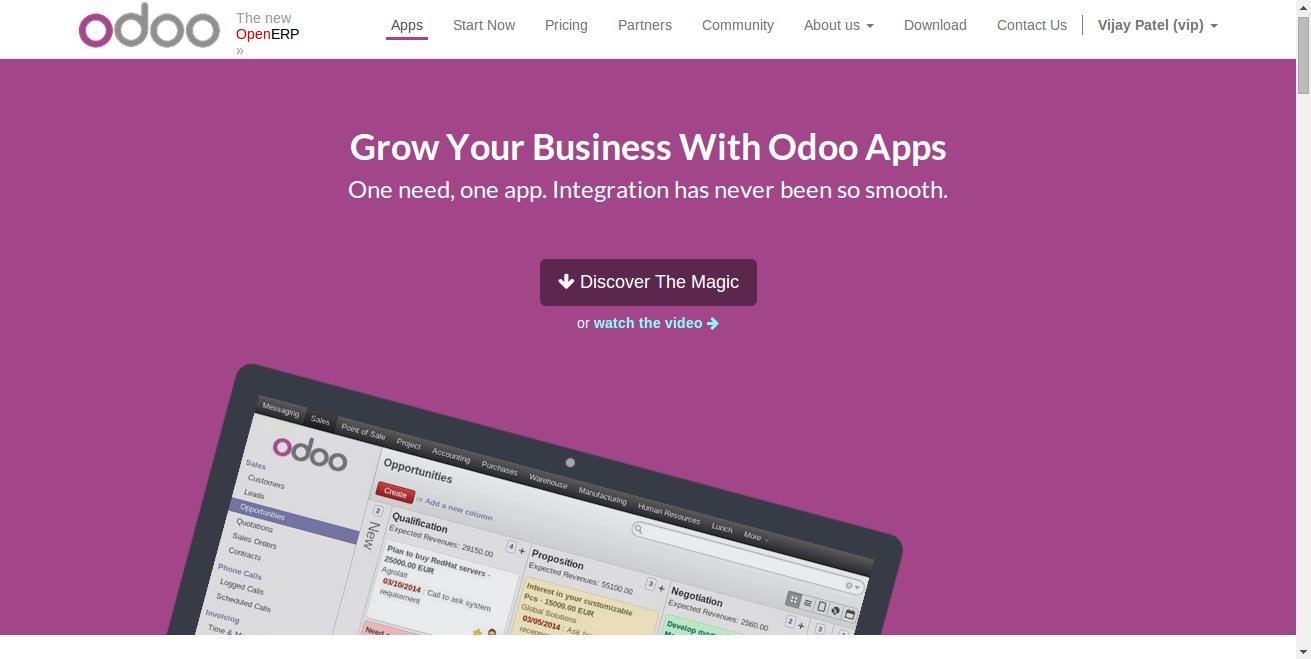 odoo
The new
OpenERP
»
Apps
Start Now
Pricing
Partners
Community
About us
Download
Contact Us
Vijay Patel (vip)
Grow Your Business With Odoo Apps
One need, one app. Integration has never been so smooth.
Discover The Magic
or watch the video
Messaging
Sales
Point of Sale
Project
Accounting
Purchases
Warehouse
Manufacturing
Human Resources
Lunch
More
odoo
Sales
Customers
Leads
Opportunities
Quotations
Sales Orders
Contracts
Phone Calls
Logged Calls
Scheduled Calls
Invoicing
Time &
Opportunities
Create or Add a new column
2
New
Qualification
4 +
Expected Revenues: 29150.00
Plan to buy RedHat servers -
25000.00 EUR
Agrolait
03/10/2014 : Call to ask system
requirement
Need
Proposition
3 +
Expected Revenues: 55100.00
Interest in your customizable
Pcs - 15000.00 EUR
Global Solutions
03/05/2014 : Ask
Negotiation
2 +
Expected Revenues: 2560.00
Develop
3